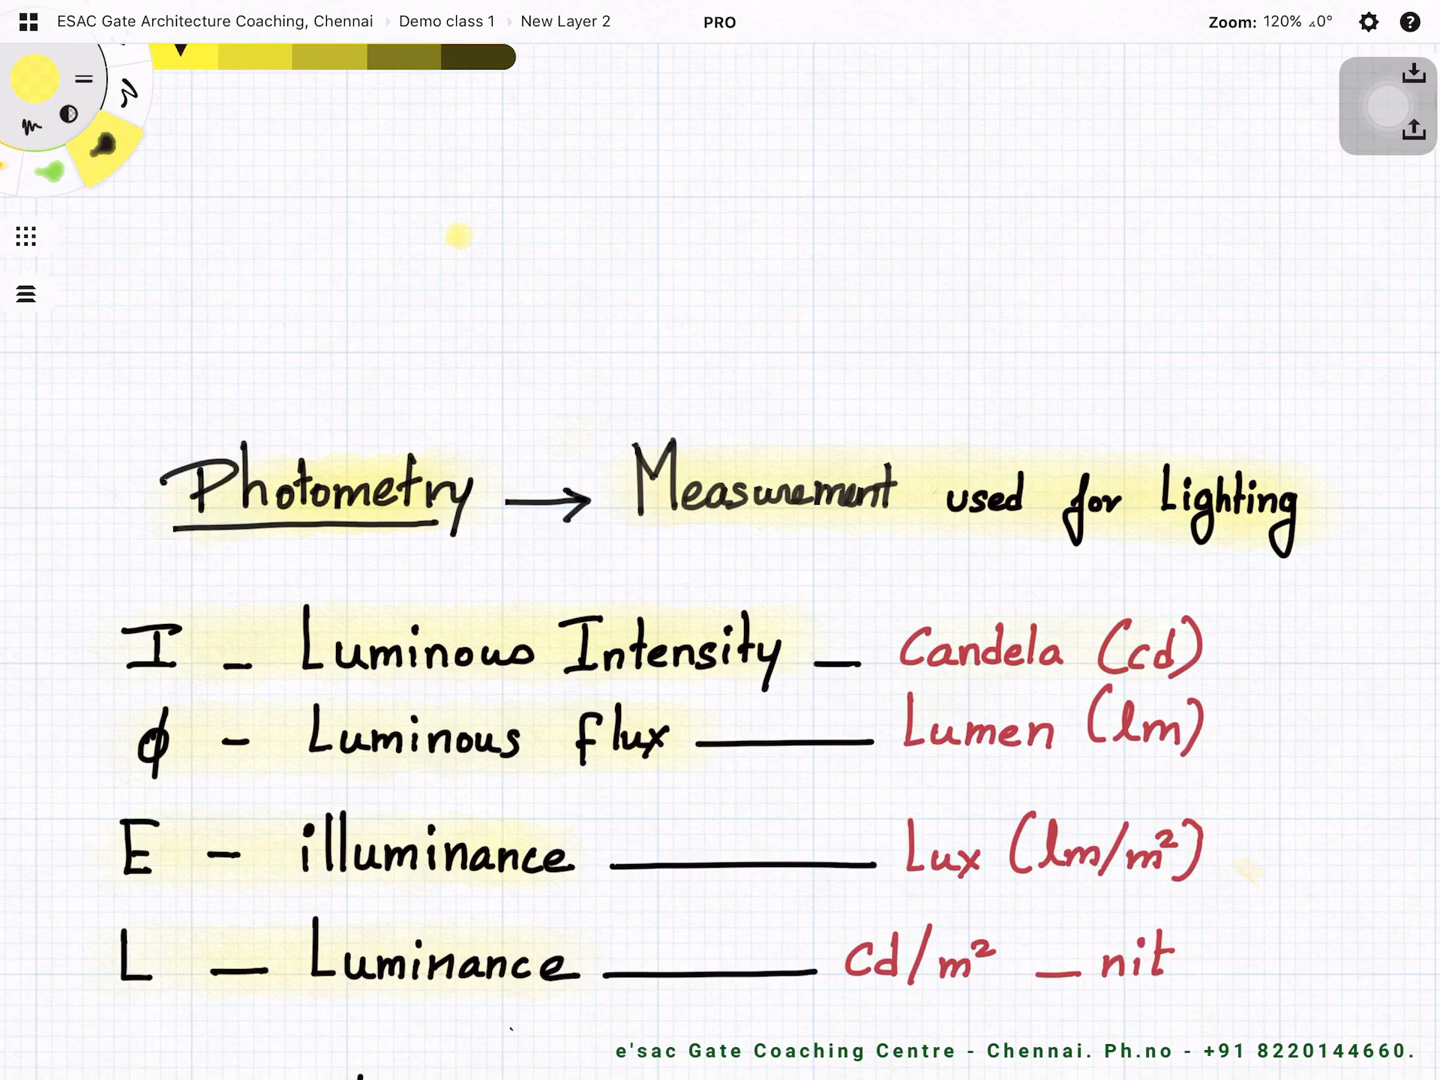 ESAC Gate Architecture Coaching, Chennai › Demo class 1 › New Layer 2 PRO Zoom: 120% ⊿0°
Photometry → Measurement used for Lighting
I - Luminous Intensity - Candela (cd)
ϕ - Luminous flux - Lumen (lm)
E - illuminance - Lux (lm/m²)
L - Luminance - Cd/m² - nit
e'sac Gate Coaching Centre - Chennai. Ph.no - +91 8220144660.